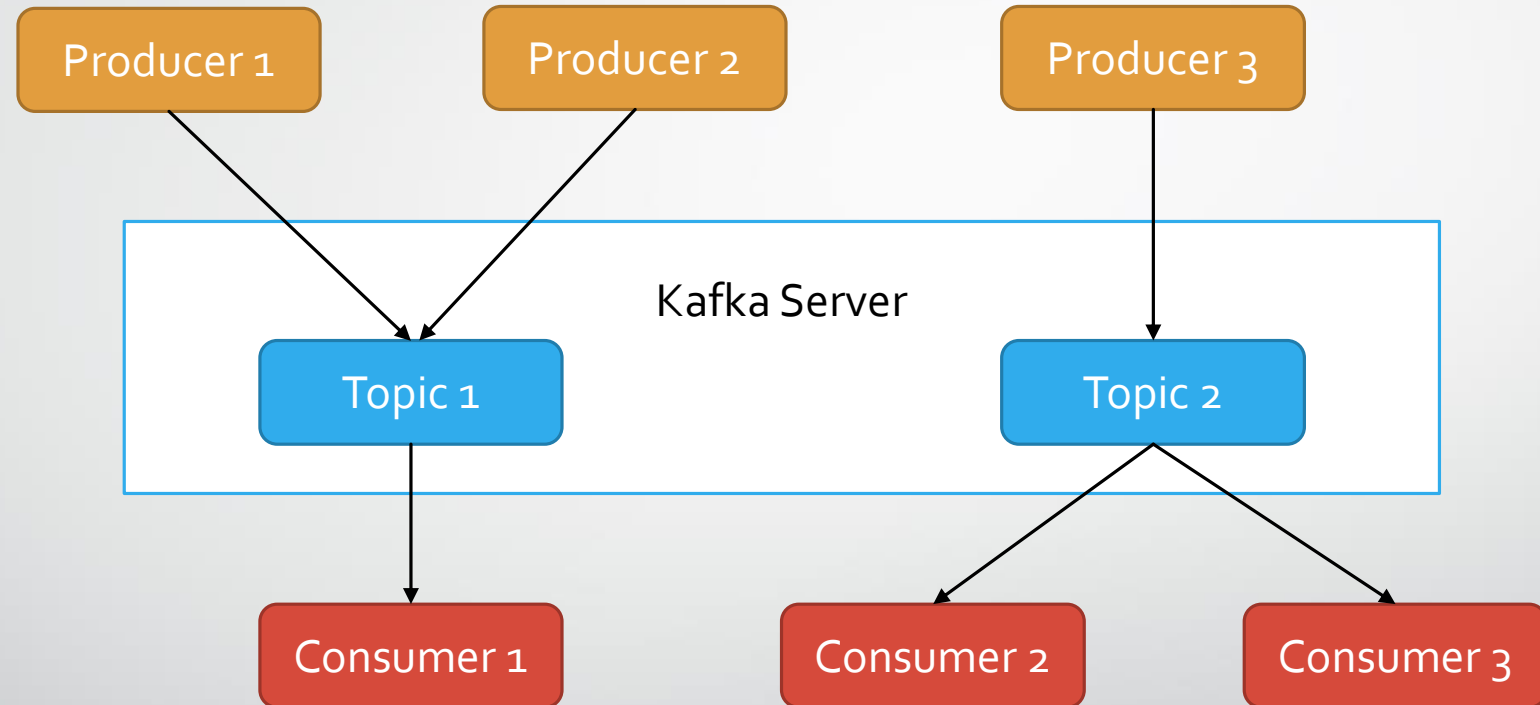 Producer 1
Producer 2
Producer 3
Kafka Server
Topic 1
Topic 2
Consumer 1
Consumer 2
Consumer 3